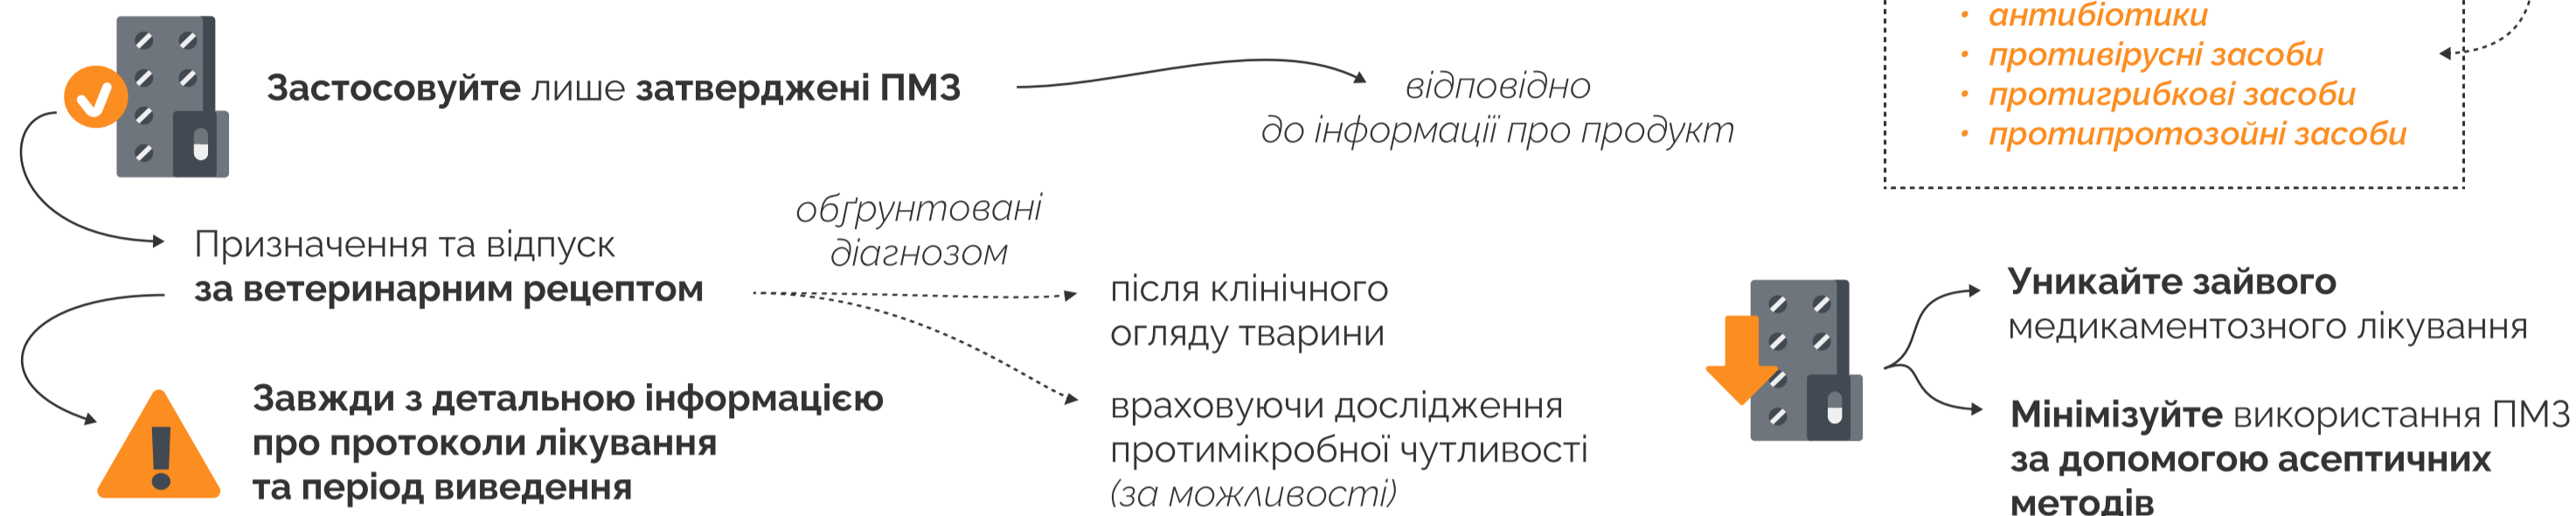 Застосовуйте лише затверджені ПМЗ
відповідно
до інформації про продукт
• антибіотики
• противірусні засоби
• протигрибкові засоби
• протипротозойні засоби
Призначення та відпуск
за ветеринарним рецептом
обґрунтовані
діагнозом
після клінічного
огляду тварини
враховуючи дослідження
протимікробної чутливості
(за можливості)
Завжди з детальною інформацією
про протоколи лікування
та період виведення
Уникайте зайвого
медикаментозного лікування
Мінімізуйте використання ПМЗ
за допомогою асептичних
методів